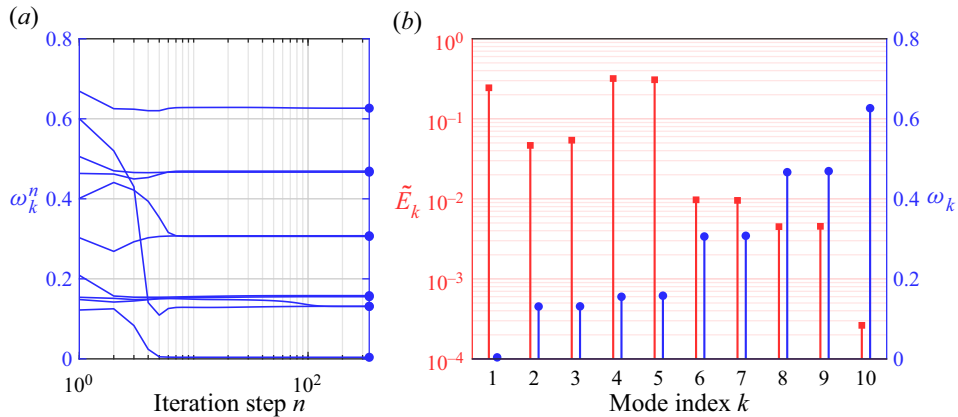 (a)
(b)
0.8
0.6
0.4
0.2
0
ω_k^n
10^0
10^2
Iteration step n
10^0
10^−1
10^−2
10^−3
10^−4
Ẽ_k
1 2 3 4 5 6 7 8 9 10
Mode index k
0.8
0.6
0.4
0.2
0
ω_k